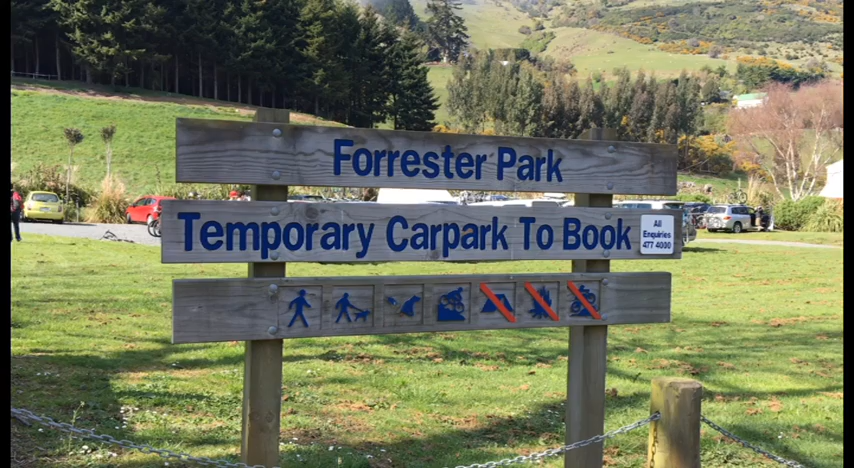 Forrester Park
Temporary Carpark To Book
All
Enquiries
477 4000